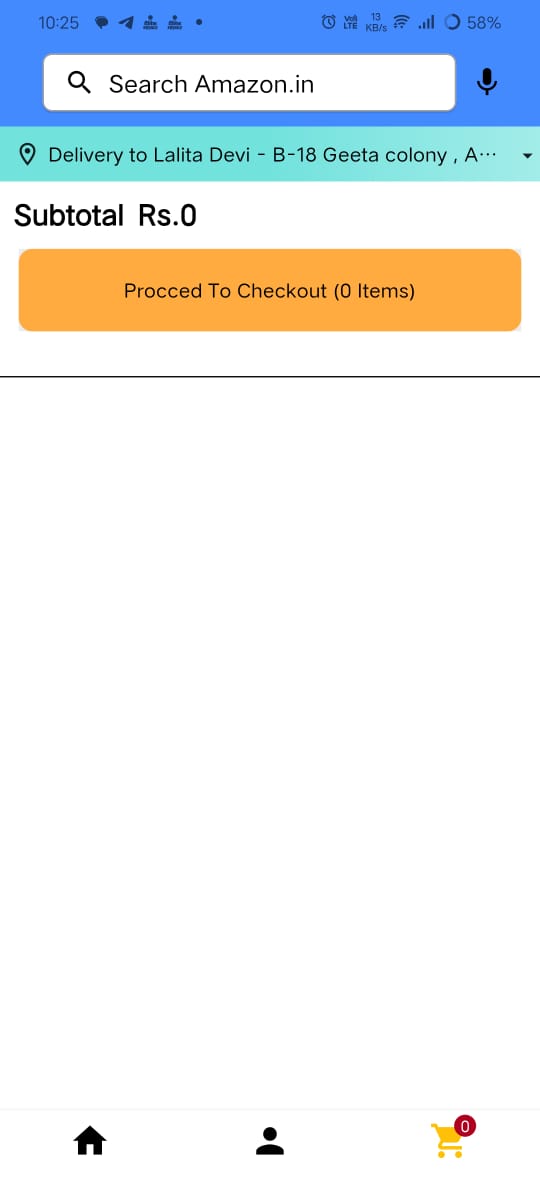 10:25 Vo) LTE 13 KB/s 58%
Search Amazon.in
Delivery to Lalita Devi - B-18 Geeta colony , A...
Subtotal Rs.0
Procced To Checkout (0 Items)
0